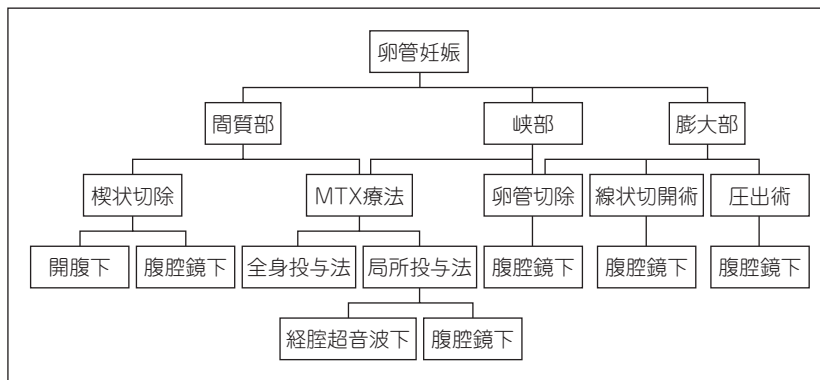 卵管妊娠
間質部
峡部
膨大部
楔状切除
MTX療法
卵管切除
線状切開術
圧出術
開腹下
腹腔鏡下
全身投与法
局所投与法
腹腔鏡下
腹腔鏡下
腹腔鏡下
経腟超音波下
腹腔鏡下